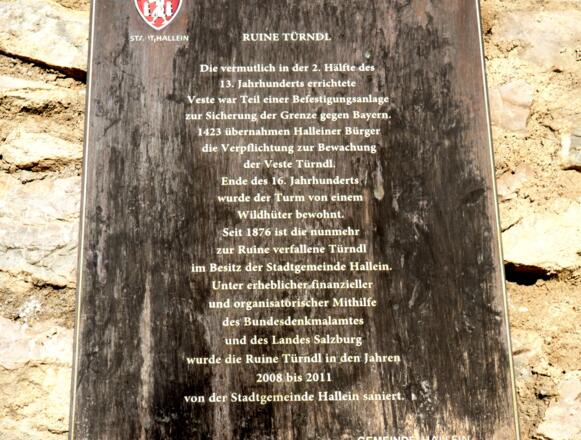 STADT HALLEIN
RUINE TÜRNDL
Die vermutlich in der 2. Hälfte des
13. Jahrhunderts errichtete
Veste war Teil einer Befestigungsanlage
zur Sicherung der Grenze gegen Bayern.
1423 übernahmen Halleiner Bürger
die Verpflichtung zur Bewachung
der Veste Türndl.
Ende des 16. Jahrhunderts
wurde der Turm von einem
Wildhüter bewohnt.
Seit 1876 ist die nunmehr
zur Ruine verfallene Türndl
im Besitz der Stadtgemeinde Hallein.
Unter erheblicher finanzieller
und organisatorischer Mithilfe
des Bundesdenkmalamtes
und des Landes Salzburg
wurde die Ruine Türndl in den Jahren
2008 bis 2011
von der Stadtgemeinde Hallein saniert.